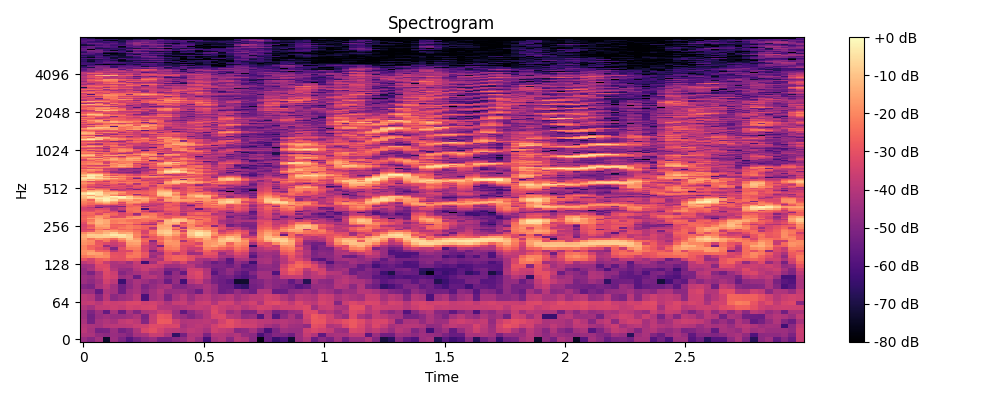 Spectrogram
Hz
4096
2048
1024
512
256
128
64
0
0
0.5
1
1.5
2
2.5
Time
+0 dB
-10 dB
-20 dB
-30 dB
-40 dB
-50 dB
-60 dB
-70 dB
-80 dB